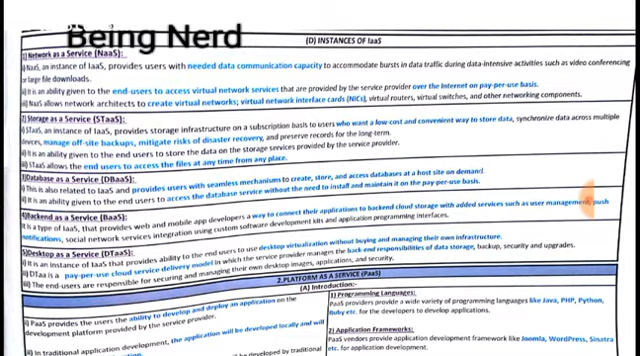 Being Nerd
(D) INSTANCES OF IaaS
1) Network as a Service (NaaS):
i) NaaS, an instance of IaaS, provides users with needed data communication capacity to accommodate bursts in data traffic during data-intensive activities such as video conferencing
or large file downloads.
ii) It is an ability given to the end-users to access virtual network services that are provided by the service provider over the Internet on pay-per-use basis.
iii) NaaS allows network architects to create virtual networks; virtual network interface cards (NICs), virtual routers, virtual switches, and other networking components.
2) Storage as a Service (STaaS):
i) STaaS, an instance of IaaS, provides storage infrastructure on a subscription basis to users who want a low-cost and convenient way to store data, synchronize data across multiple
devices, manage off-site backups, mitigate risks of disaster recovery, and preserve records for the long-term.
ii) It is an ability given to the end users to store the data on the storage services provided by the service provider.
iii) STaaS allows the end users to access the files at any time from any place.
3) Database as a Service (DBaaS):
i) This is also related to IaaS and provides users with seamless mechanisms to create, store, and access databases at a host site on demand.
ii) It is an ability given to the end users to access the database service without the need to install and maintain it on the pay-per-use basis.
4) Backend as a Service (BaaS):
It is a type of IaaS, that provides web and mobile app developers a way to connect their applications to backend cloud storage with added services such as user management, push
notifications, social network services integration using custom software development kits and application programming interfaces.
5) Desktop as a Service (DTaaS):
i) It is an instance of IaaS that provides ability to the end users to use desktop virtualization without buying and managing their own infrastructure.
ii) DTaaS is a pay-per-use cloud service delivery model in which the service provider manages the back-end responsibilities of data storage, backup, security and upgrades.
iii) The end-users are responsible for securing and managing their own desktop images, applications, and security.
2.PLATFORM AS A SERVICE (PaaS)
(A) Introduction:-
i) PaaS provides the users the ability to develop and deploy an application on the
development platform provided by the service provider.
ii) In traditional application development, the application will be developed locally and will
be developed by traditional
1) Programming Languages:
PaaS providers provide a wide variety of programming languages like Java, PHP, Python,
Ruby etc. for the developers to develop applications.
2) Application Frameworks:
PaaS vendors provide application development framework like Joomla, WordPress, Sinatra
etc. for application development.